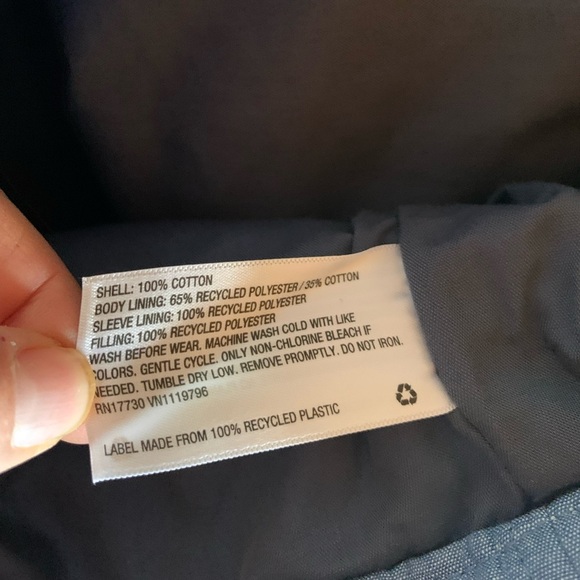 SHELL: 100% COTTON
BODY LINING: 65% RECYCLED POLYESTER / 35% COTTON
SLEEVE LINING: 100% RECYCLED POLYESTER
FILLING: 100% RECYCLED POLYESTER
WASH BEFORE WEAR. MACHINE WASH COLD WITH LIKE
COLORS. GENTLE CYCLE. ONLY NON-CHLORINE BLEACH IF
NEEDED. TUMBLE DRY LOW. REMOVE PROMPTLY. DO NOT IRON.
RN17730 VN1119796
LABEL MADE FROM 100% RECYCLED PLASTIC